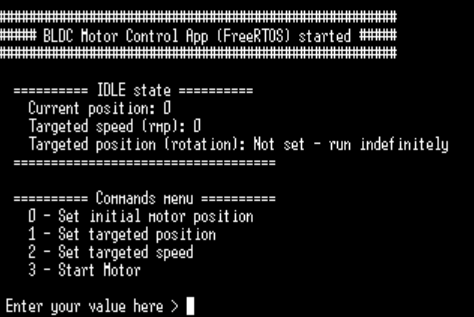 #####################################################
##### BLDC Motor Control App (FreeRTOS) started #####
#####################################################
========== IDLE state ==========
Current position: 0
Targeted speed (rmp): 0
Targeted position (rotation): Not set - run indefinitely
===================================
========== Commands menu ==========
0 - Set initial motor position
1 - Set targeted position
2 - Set targeted speed
3 - Start Motor
Enter your value here >